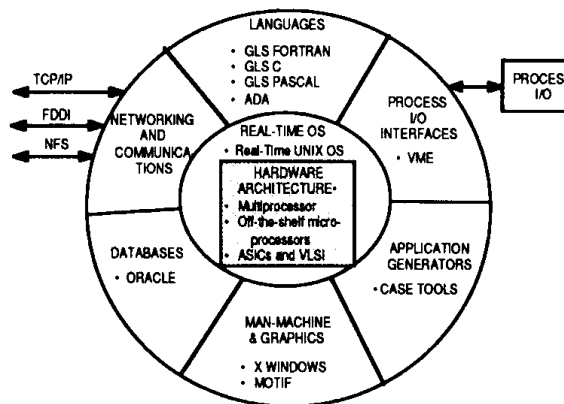 LANGUAGES
• GLS FORTRAN
• GLS C
• GLS PASCAL
• ADA
TCP/IP
FDDI
NFS
NETWORKING
AND
COMMUNICA
TIONS
PROCESS
I/O
INTERFACES
• VME
PROCESS
I/O
REAL-TIME OS
• Real-Time UNIX OS
HARDWARE
ARCHITECTURE•
• Multiprocessor
• Off-the-shelf micro-
processors
• ASICs and VLSI
DATABASES
• ORACLE
APPLICATION
GENERATORS
• CASE TOOLS
MAN-MACHINE
& GRAPHICS
• X WINDOWS
• MOTIF